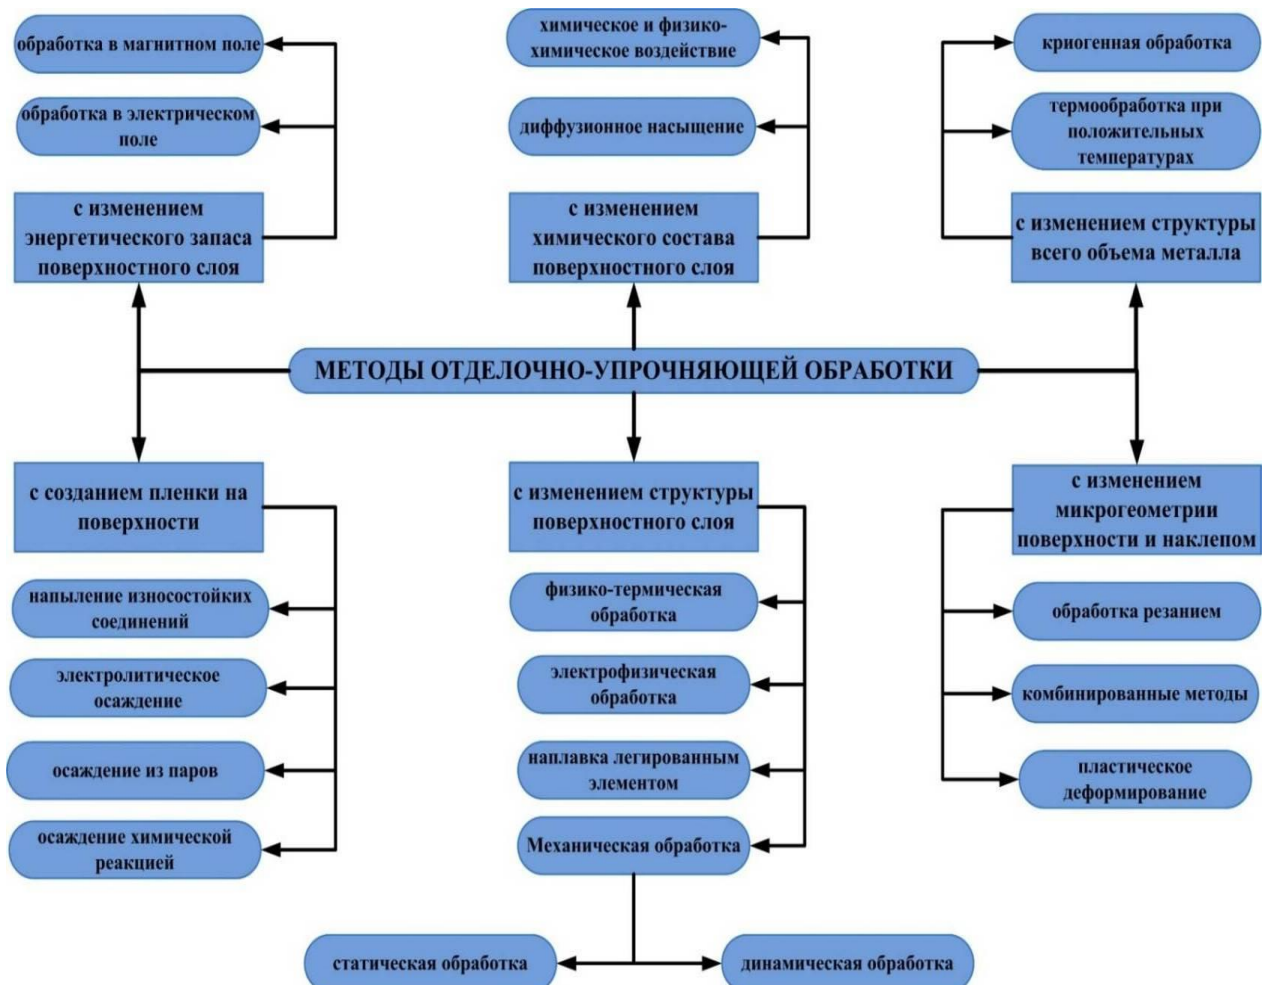 обработка в магнитном поле
обработка в электрическом
поле
с изменением
энергетического запаса
поверхностного слоя
химическое и физико-
химическое воздействие
диффузионное насыщение
с изменением
химического состава
поверхностного слоя
криогенная обработка
термообработка при
положительных
температурах
с изменением структуры
всего объема металла
МЕТОДЫ ОТДЕЛОЧНО-УПРОЧНЯЮЩЕЙ ОБРАБОТКИ
с созданием пленки на
поверхности
напыление износостойких
соединений
электролитическое
осаждение
осаждение из паров
осаждение химической
реакцией
с изменением структуры
поверхностного слоя
физико-термическая
обработка
электрофизическая
обработка
наплавка легированным
элементом
Механическая обработка
статическая обработка
динамическая обработка
с изменением
микрогеометрии
поверхности и наклепом
обработка резанием
комбинированные методы
пластическое
деформирование